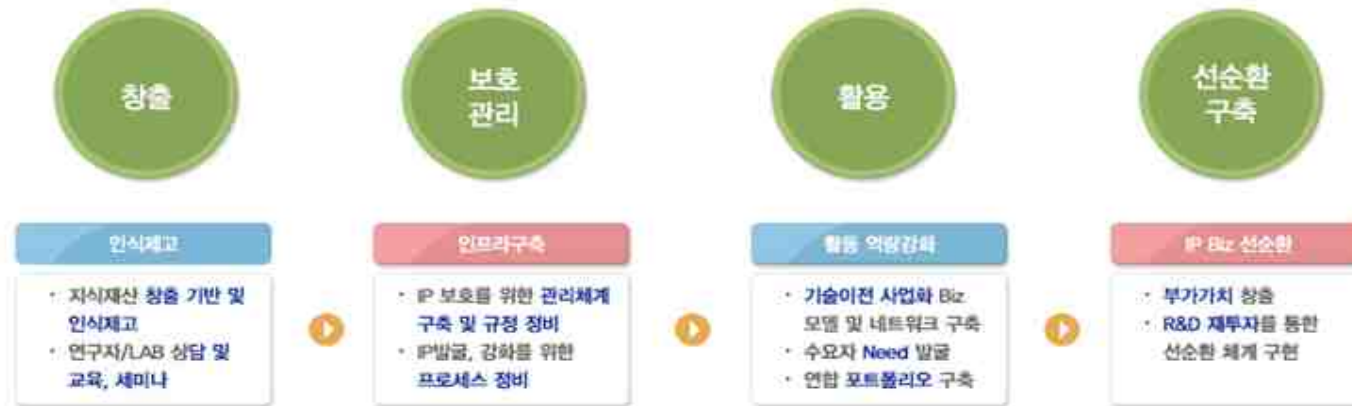 창출
보호
관리
활용
선순환
구축
인식제고
인프라구축
활동 역량강화
IP Biz 선순환
· 지식재산 창출 기반 및
인식제고
· 연구자/LAB 상담 및
교육, 세미나
· IP 보호를 위한 관리체계
구축 및 규정 정비
· IP발굴, 강화를 위한
프로세스 정비
· 기술이전 사업화 Biz
모델 및 네트워크 구축
· 수요자 Need 발굴
· 연합 포트폴리오 구축
· 부가가치 창출
· R&D 재투자를 통한
선순환 체계 구현